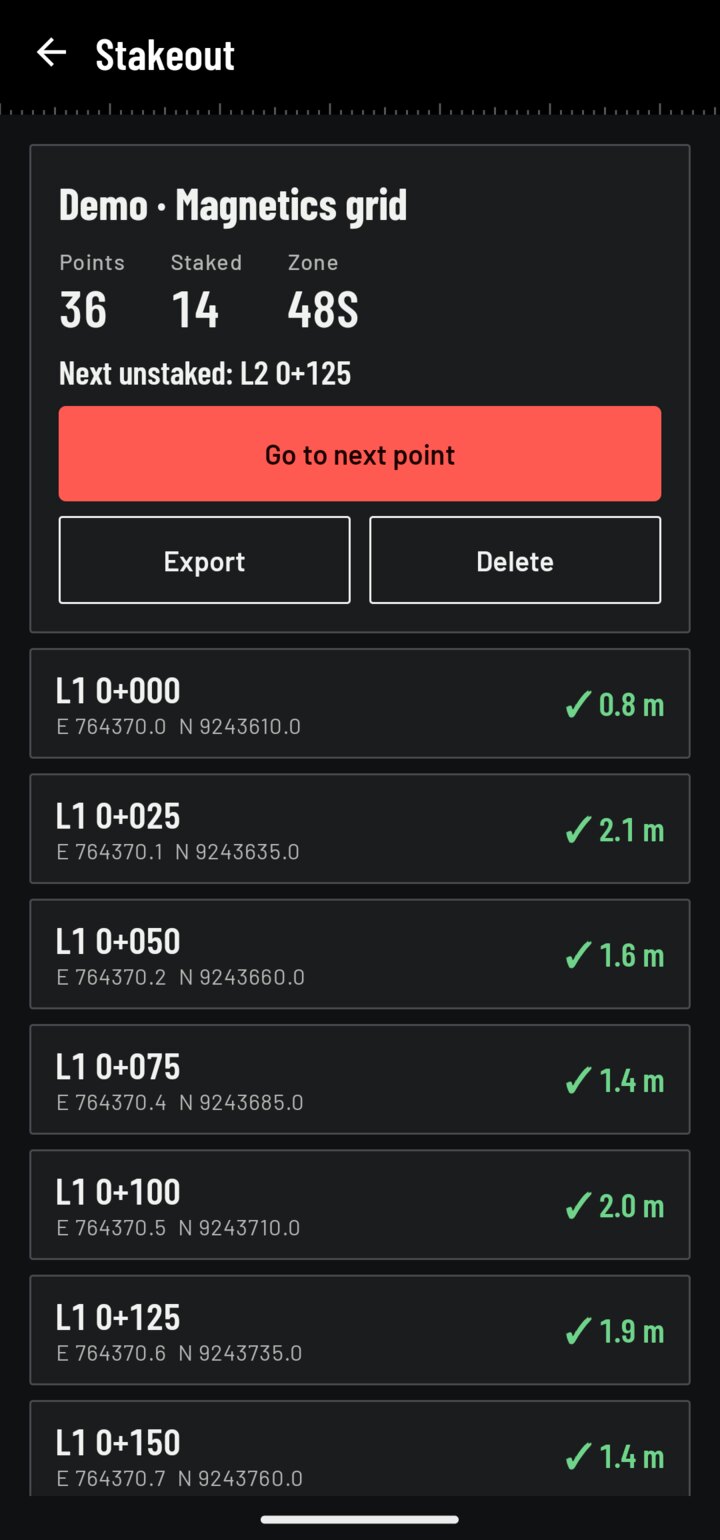 Stakeout
Demo · Magnetics grid
Points Staked Zone
36 14 48S
Next unstaked: L2 0+125
Go to next point
Export Delete
L1 0+000
E 764370.0 N 9243610.0
✓ 0.8 m
L1 0+025
E 764370.1 N 9243635.0
✓ 2.1 m
L1 0+050
E 764370.2 N 9243660.0
✓ 1.6 m
L1 0+075
E 764370.4 N 9243685.0
✓ 1.4 m
L1 0+100
E 764370.5 N 9243710.0
✓ 2.0 m
L1 0+125
E 764370.6 N 9243735.0
✓ 1.9 m
L1 0+150
E 764370.7 N 9243760.0
✓ 1.4 m